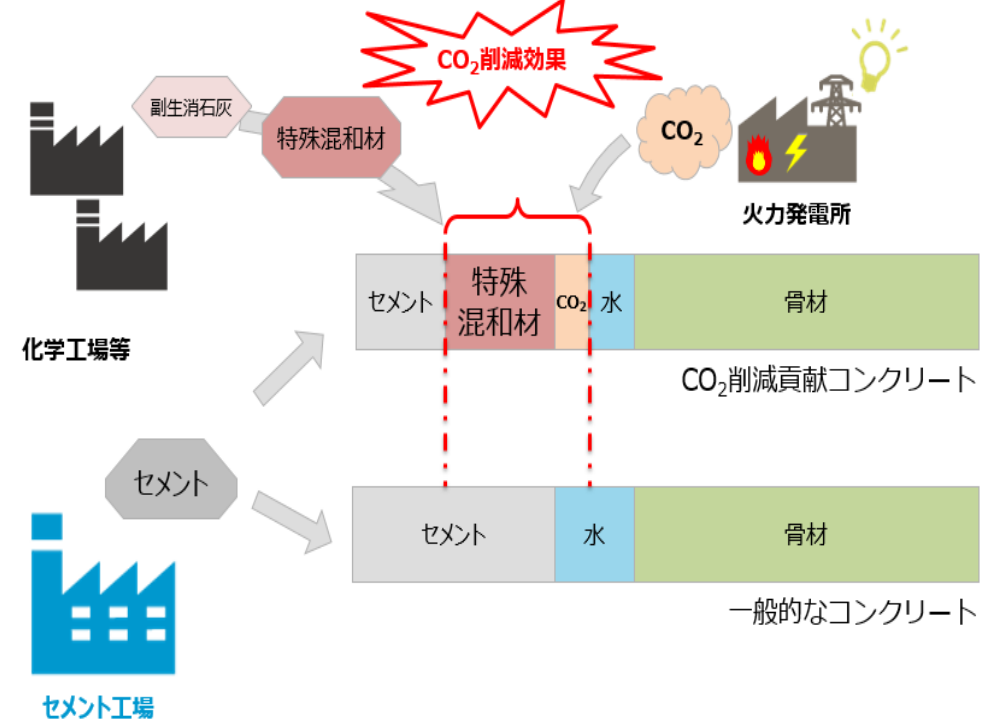 CO₂削減効果
副生消石灰
特殊混和材
CO₂
火力発電所
化学工場等
セメント
特殊
混和材
CO₂
水
骨材
CO₂削減貢献コンクリート
セメント
セメント
水
骨材
一般的なコンクリート
セメント工場